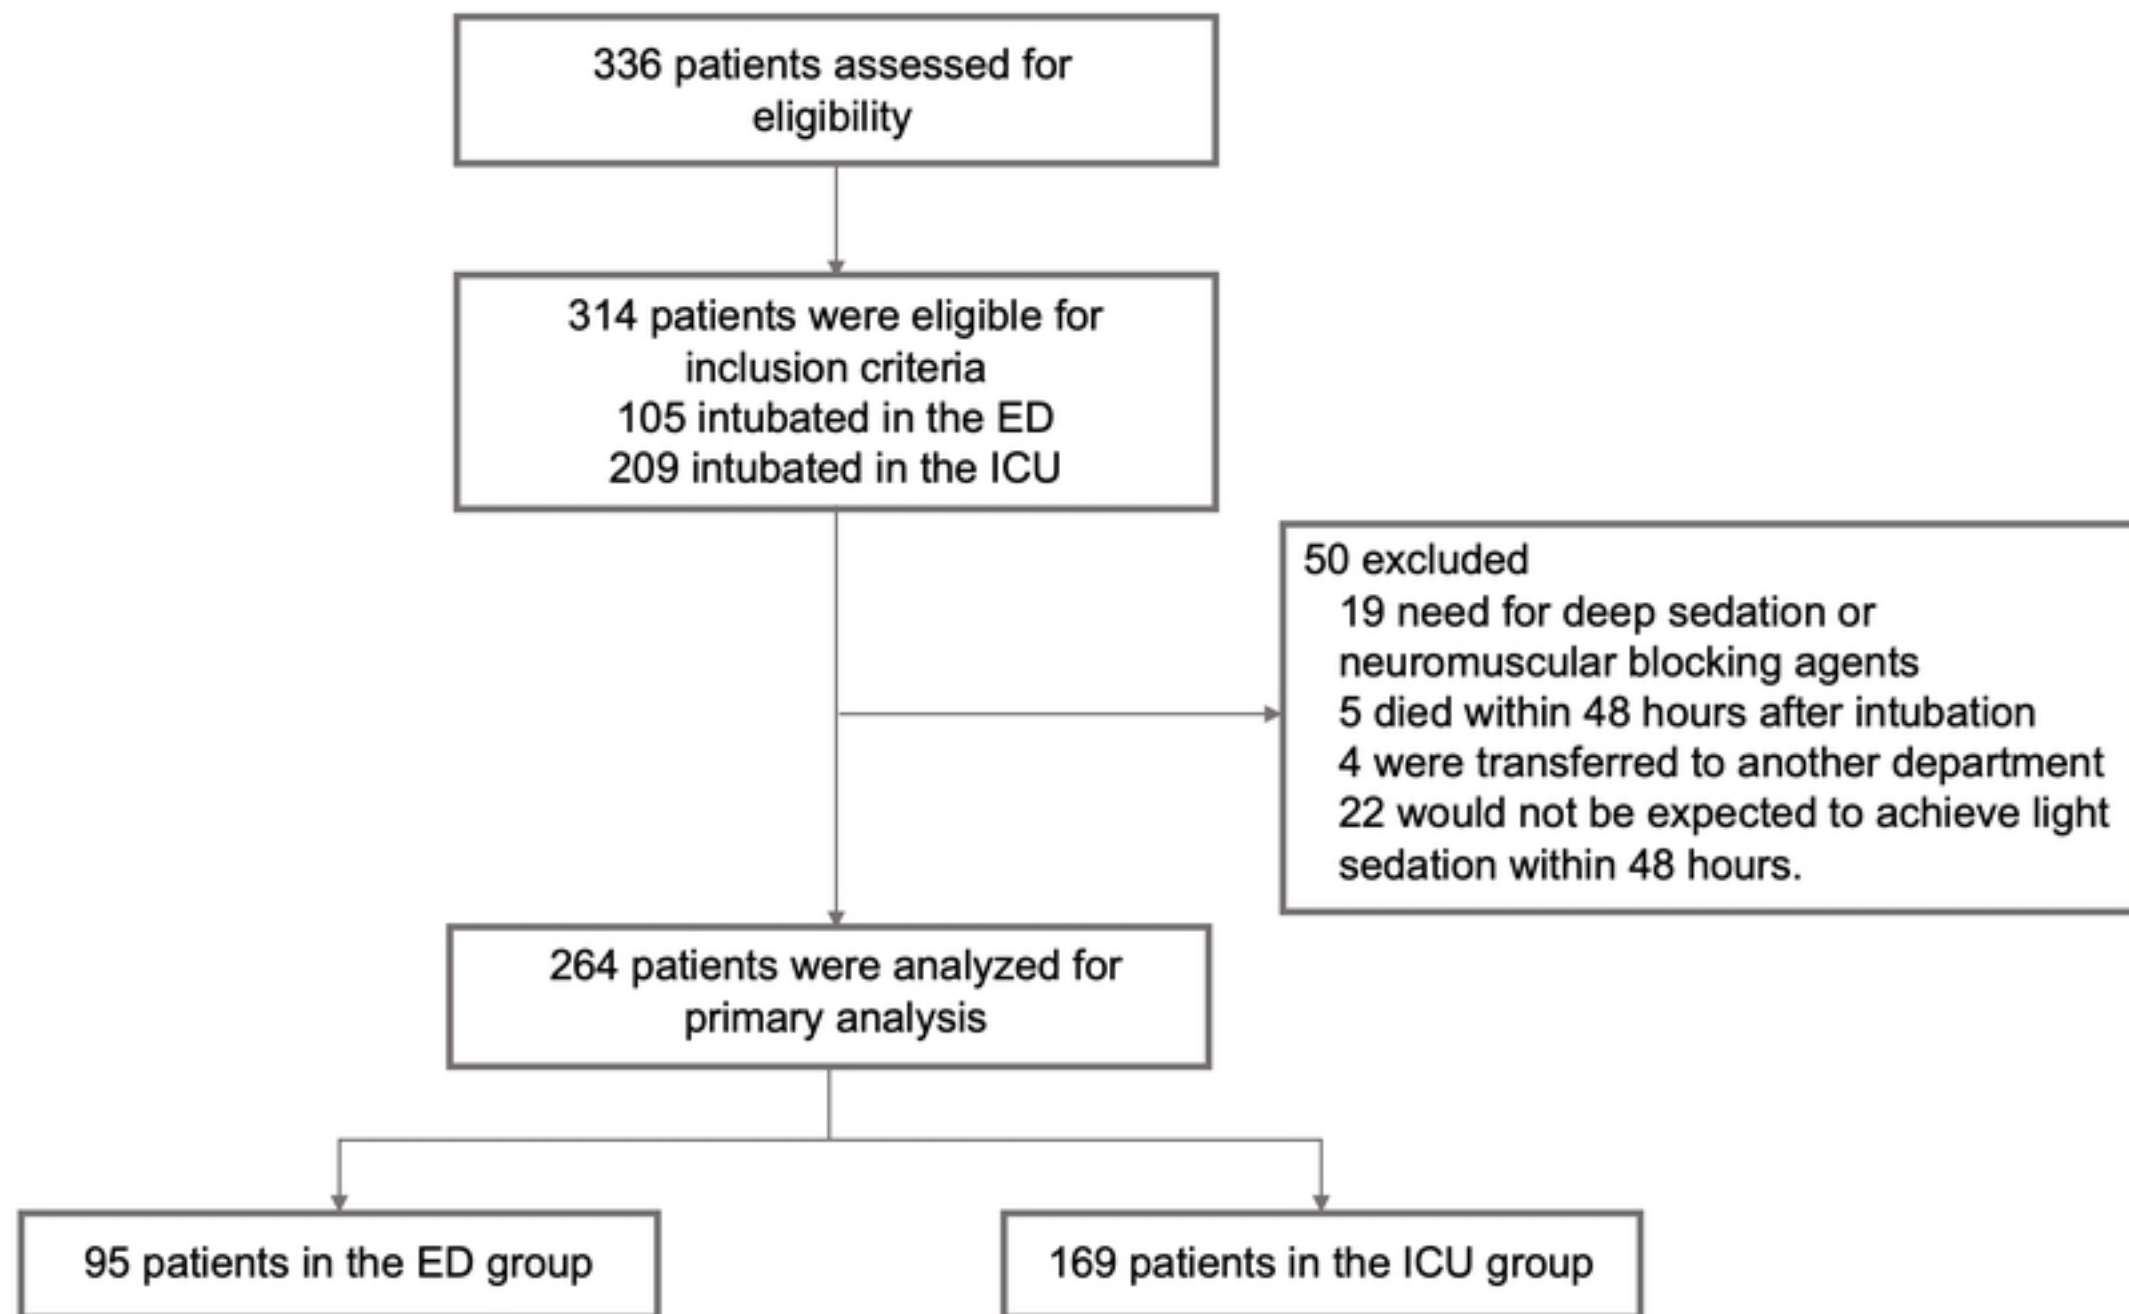 336 patients assessed for
eligibility
314 patients were eligible for
inclusion criteria
105 intubated in the ED
209 intubated in the ICU
50 excluded
19 need for deep sedation or
neuromuscular blocking agents
5 died within 48 hours after intubation
4 were transferred to another department
22 would not be expected to achieve light
sedation within 48 hours.
264 patients were analyzed for
primary analysis
95 patients in the ED group
169 patients in the ICU group